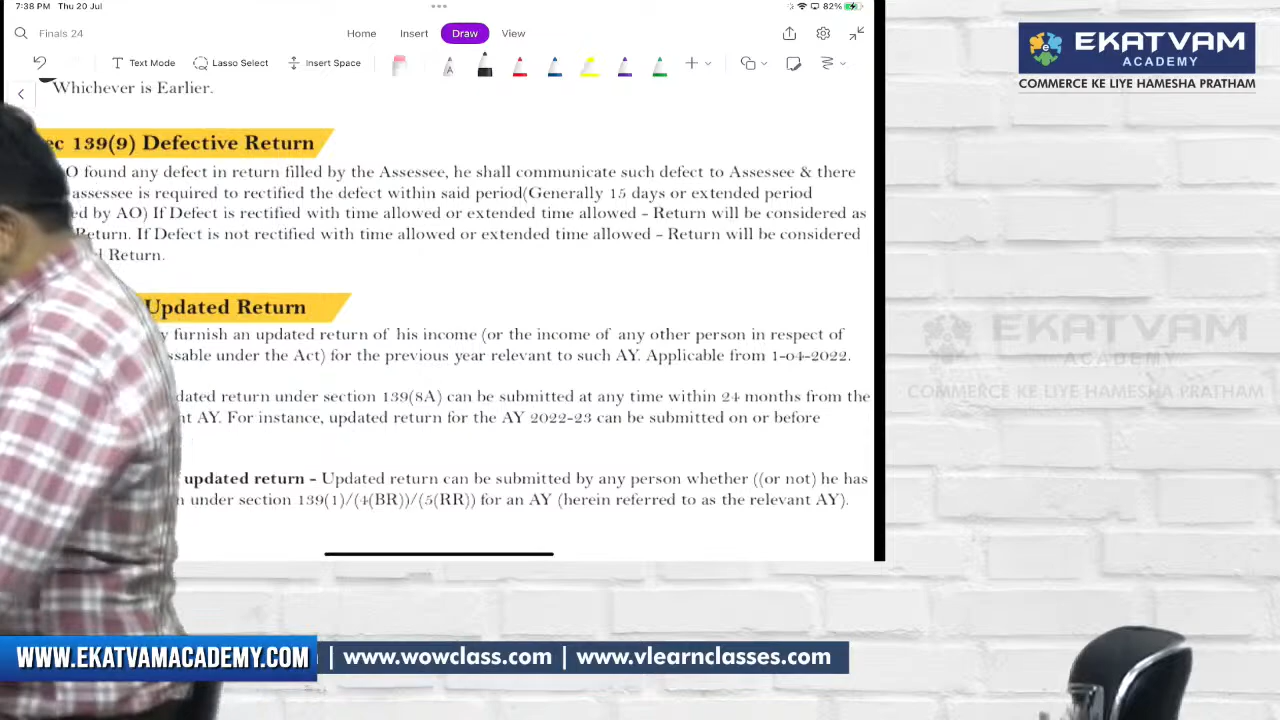 7:38 PM Thu 20 Jul
82%
Finals 24
Home Insert Draw View
Text Mode
Lasso Select
Insert Space
Whichever is Earlier.
EKATVAM
ACADEMY
COMMERCE KE LIYE HAMESHA PRATHAM
ec 139(9) Defective Return
O found any defect in return filled by the Assessee, he shall communicate such defect to Assessee & there
assessee is required to rectified the defect within said period(Generally 15 days or extended period
ed by AO) If Defect is rectified with time allowed or extended time allowed - Return will be considered as
Return. If Defect is not rectified with time allowed or extended time allowed - Return will be considered
d Return.
Updated Return
y furnish an updated return of his income (or the income of any other person in respect of
ssable under the Act) for the previous year relevant to such AY. Applicable from 1-04-2022.
dated return under section 139(8A) can be submitted at any time within 24 months from the
nt AY. For instance, updated return for the AY 2022-23 can be submitted on or before
updated return - Updated return can be submitted by any person whether ((or not) he has
n under section 139(1)/(4(BR))/(5(RR)) for an AY (herein referred to as the relevant AY).
EKATVAM
ACADEMY
COMMERCE KE LIYE HAMESHA PRATHAM
WWW.EKATVAMACADEMY.COM | www.wowclass.com | www.vlearnclasses.com